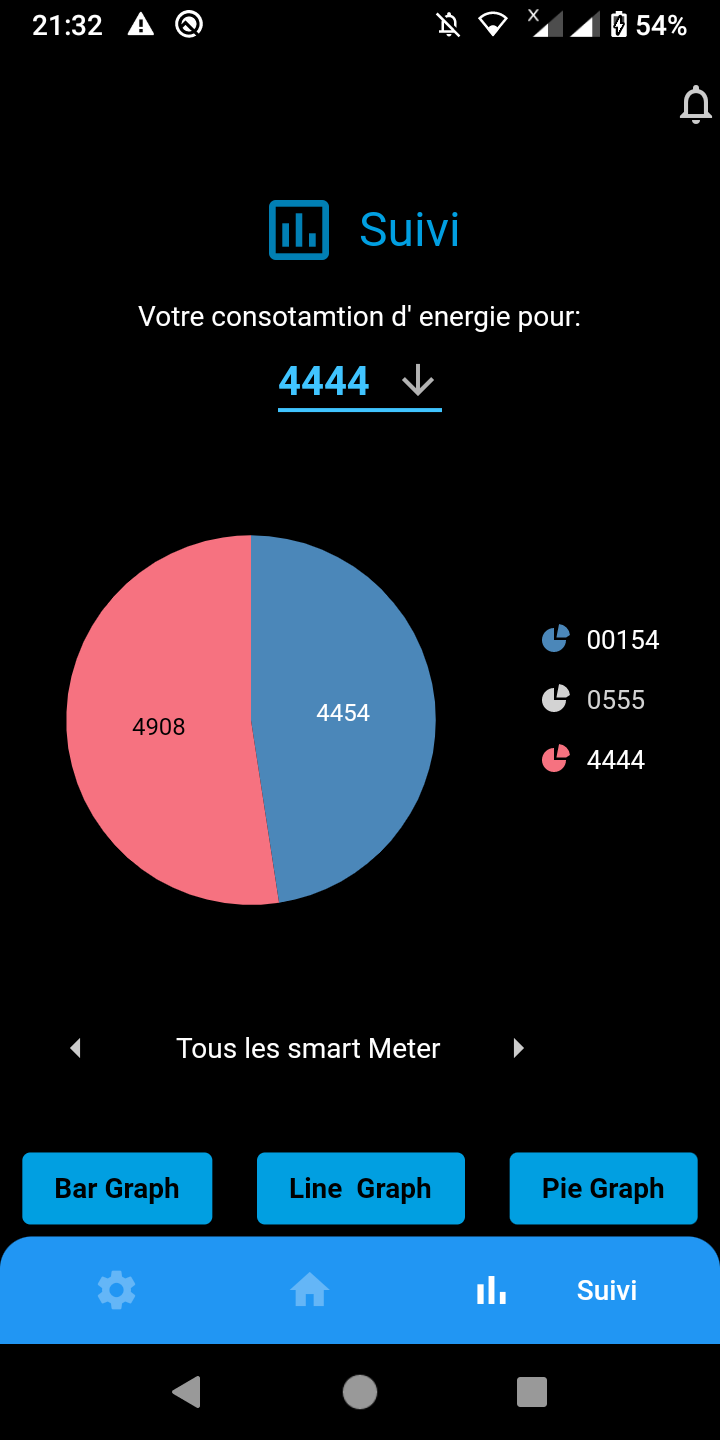 21:32 54%
Suivi
Votre consotamtion d' energie pour:
4444
00154
4454
4908
0555
4444
Tous les smart Meter
Bar Graph Line Graph Pie Graph
Suivi